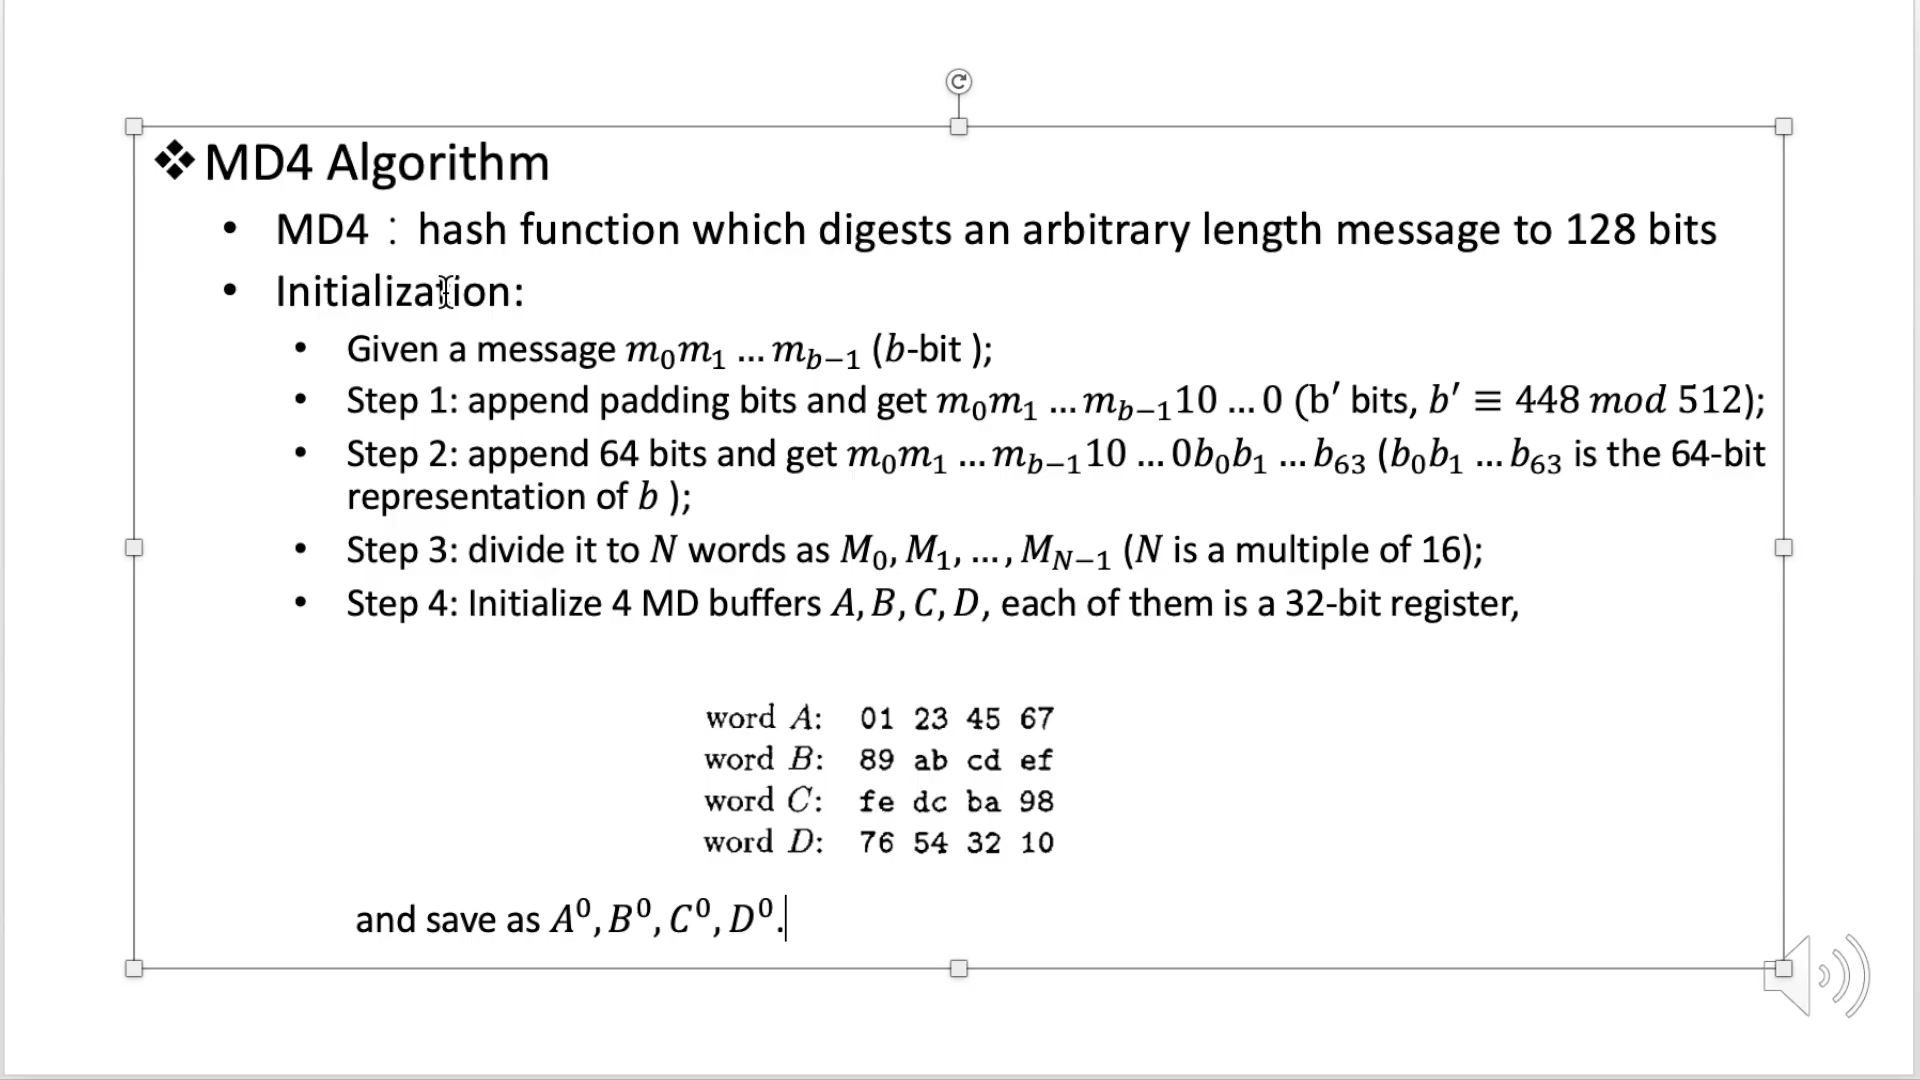 ❖MD4 Algorithm
• MD4：hash function which digests an arbitrary length message to 128 bits
• Initialization:
• Given a message m₀m₁ … m_{b−1} (b-bit );
• Step 1: append padding bits and get m₀m₁ … m_{b−1}10 … 0 (b′ bits, b′ ≡ 448 mod 512);
• Step 2: append 64 bits and get m₀m₁ … m_{b−1}10 … 0b₀b₁ … b₆₃ (b₀b₁ … b₆₃ is the 64-bit
representation of b );
• Step 3: divide it to N words as M₀, M₁, … , M_{N−1} (N is a multiple of 16);
• Step 4: Initialize 4 MD buffers A, B, C, D, each of them is a 32-bit register,
word A: 01 23 45 67
word B: 89 ab cd ef
word C: fe dc ba 98
word D: 76 54 32 10
and save as A⁰, B⁰, C⁰, D⁰.